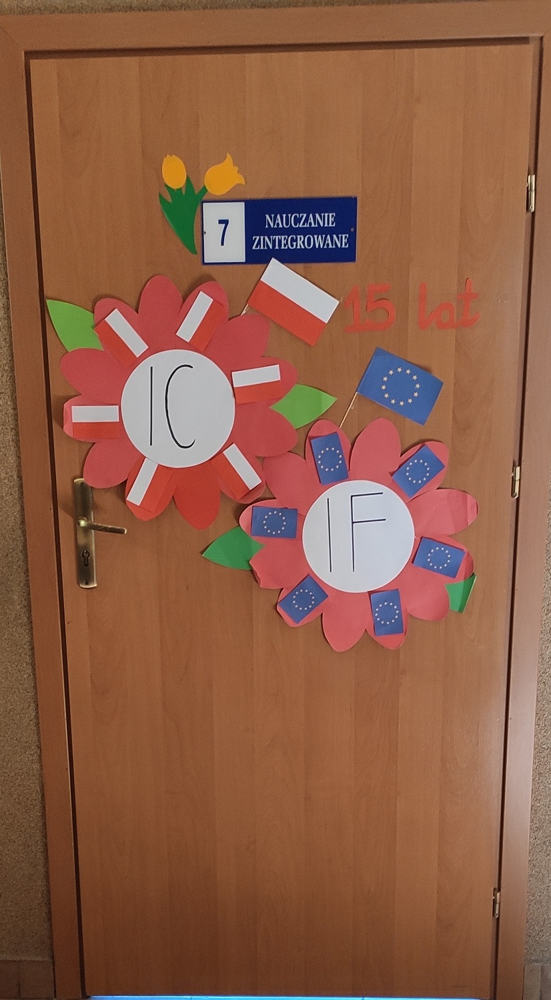 7
NAUCZANIE
ZINTEGROWANE
15 lat
IC
IF